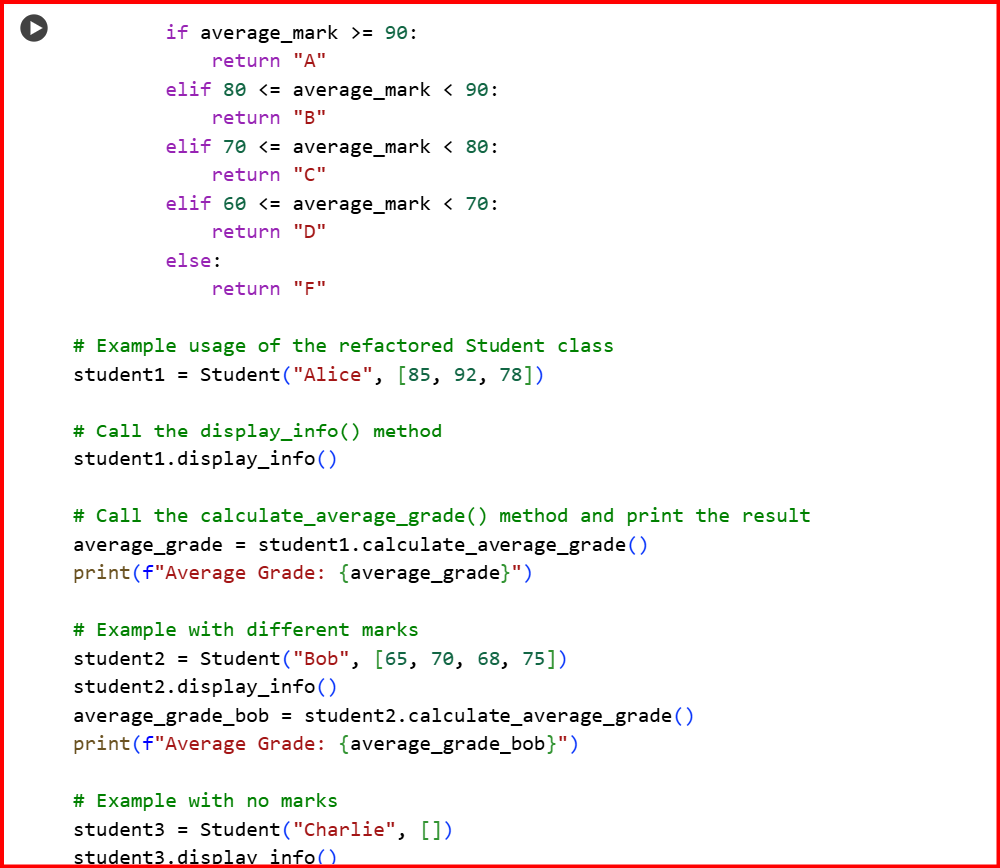 if average_mark >= 90:
return "A"
elif 80 <= average_mark < 90:
return "B"
elif 70 <= average_mark < 80:
return "C"
elif 60 <= average_mark < 70:
return "D"
else:
return "F"
# Example usage of the refactored Student class
student1 = Student("Alice", [85, 92, 78])
# Call the display_info() method
student1.display_info()
# Call the calculate_average_grade() method and print the result
average_grade = student1.calculate_average_grade()
print(f"Average Grade: {average_grade}")
# Example with different marks
student2 = Student("Bob", [65, 70, 68, 75])
student2.display_info()
average_grade_bob = student2.calculate_average_grade()
print(f"Average Grade: {average_grade_bob}")
# Example with no marks
student3 = Student("Charlie", [])
student3.display_info()